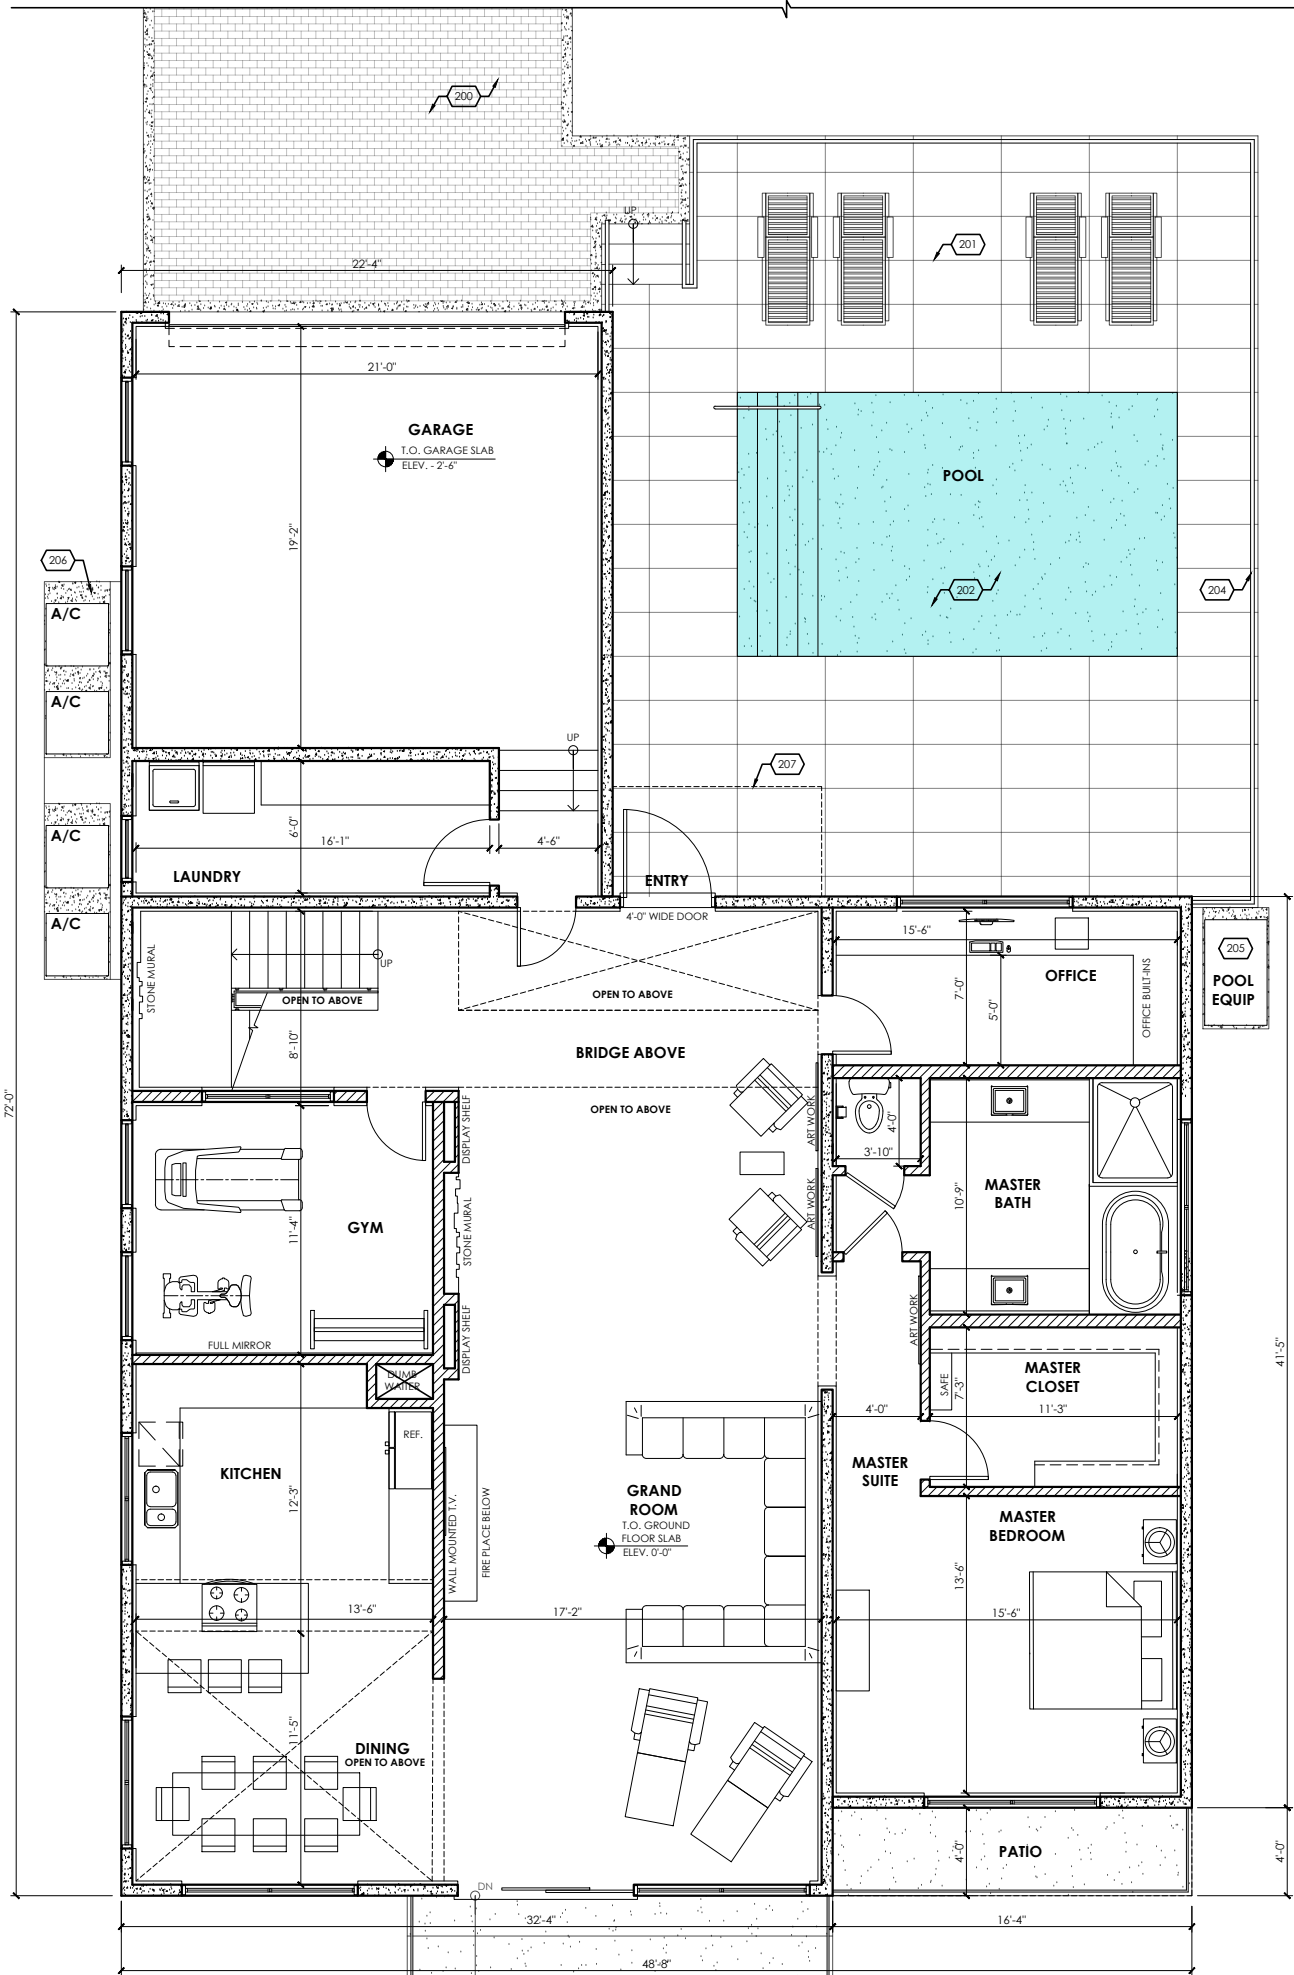 200
UP
201
22'-4"
21'-0"
GARAGE
T.O. GARAGE SLAB
ELEV. - 2'-6"
POOL
19'-2"
206
202
204
A/C
A/C
UP
207
A/C
6'-0"
16'-1"
4'-6"
LAUNDRY
ENTRY
4'-0" WIDE DOOR
A/C
15'-6"
205
STONE MURAL
UP
OFFICE
POOL
EQUIP
OPEN TO ABOVE
OPEN TO ABOVE
7'-0"
5'-0"
OFFICE BUILT-INS
8'-10"
BRIDGE ABOVE
72'-0"
OPEN TO ABOVE
DISPLAY SHELF
ART WORK
4'-0"
3'-10"
MASTER
BATH
10'-9"
ART WORK
GYM
11'-4"
STONE MURAL
FULL MIRROR
DISPLAY SHELF
ART WORK
41'-5"
DUMB
WAITER
MASTER
CLOSET
SAFE
7'-3"
4'-0"
11'-3"
REF.
KITCHEN
MASTER
SUITE
12'-3"
GRAND
ROOM
T.O. GROUND
FLOOR SLAB
ELEV. 0'-0"
WALL MOUNTED T.V.
FIRE PLACE BELOW
MASTER
BEDROOM
13'-6"
13'-6"
17'-2"
15'-6"
11'-5"
DINING
OPEN TO ABOVE
PATIO
4'-0"
4'-0"
DN
32'-4"
16'-4"
48'-8"